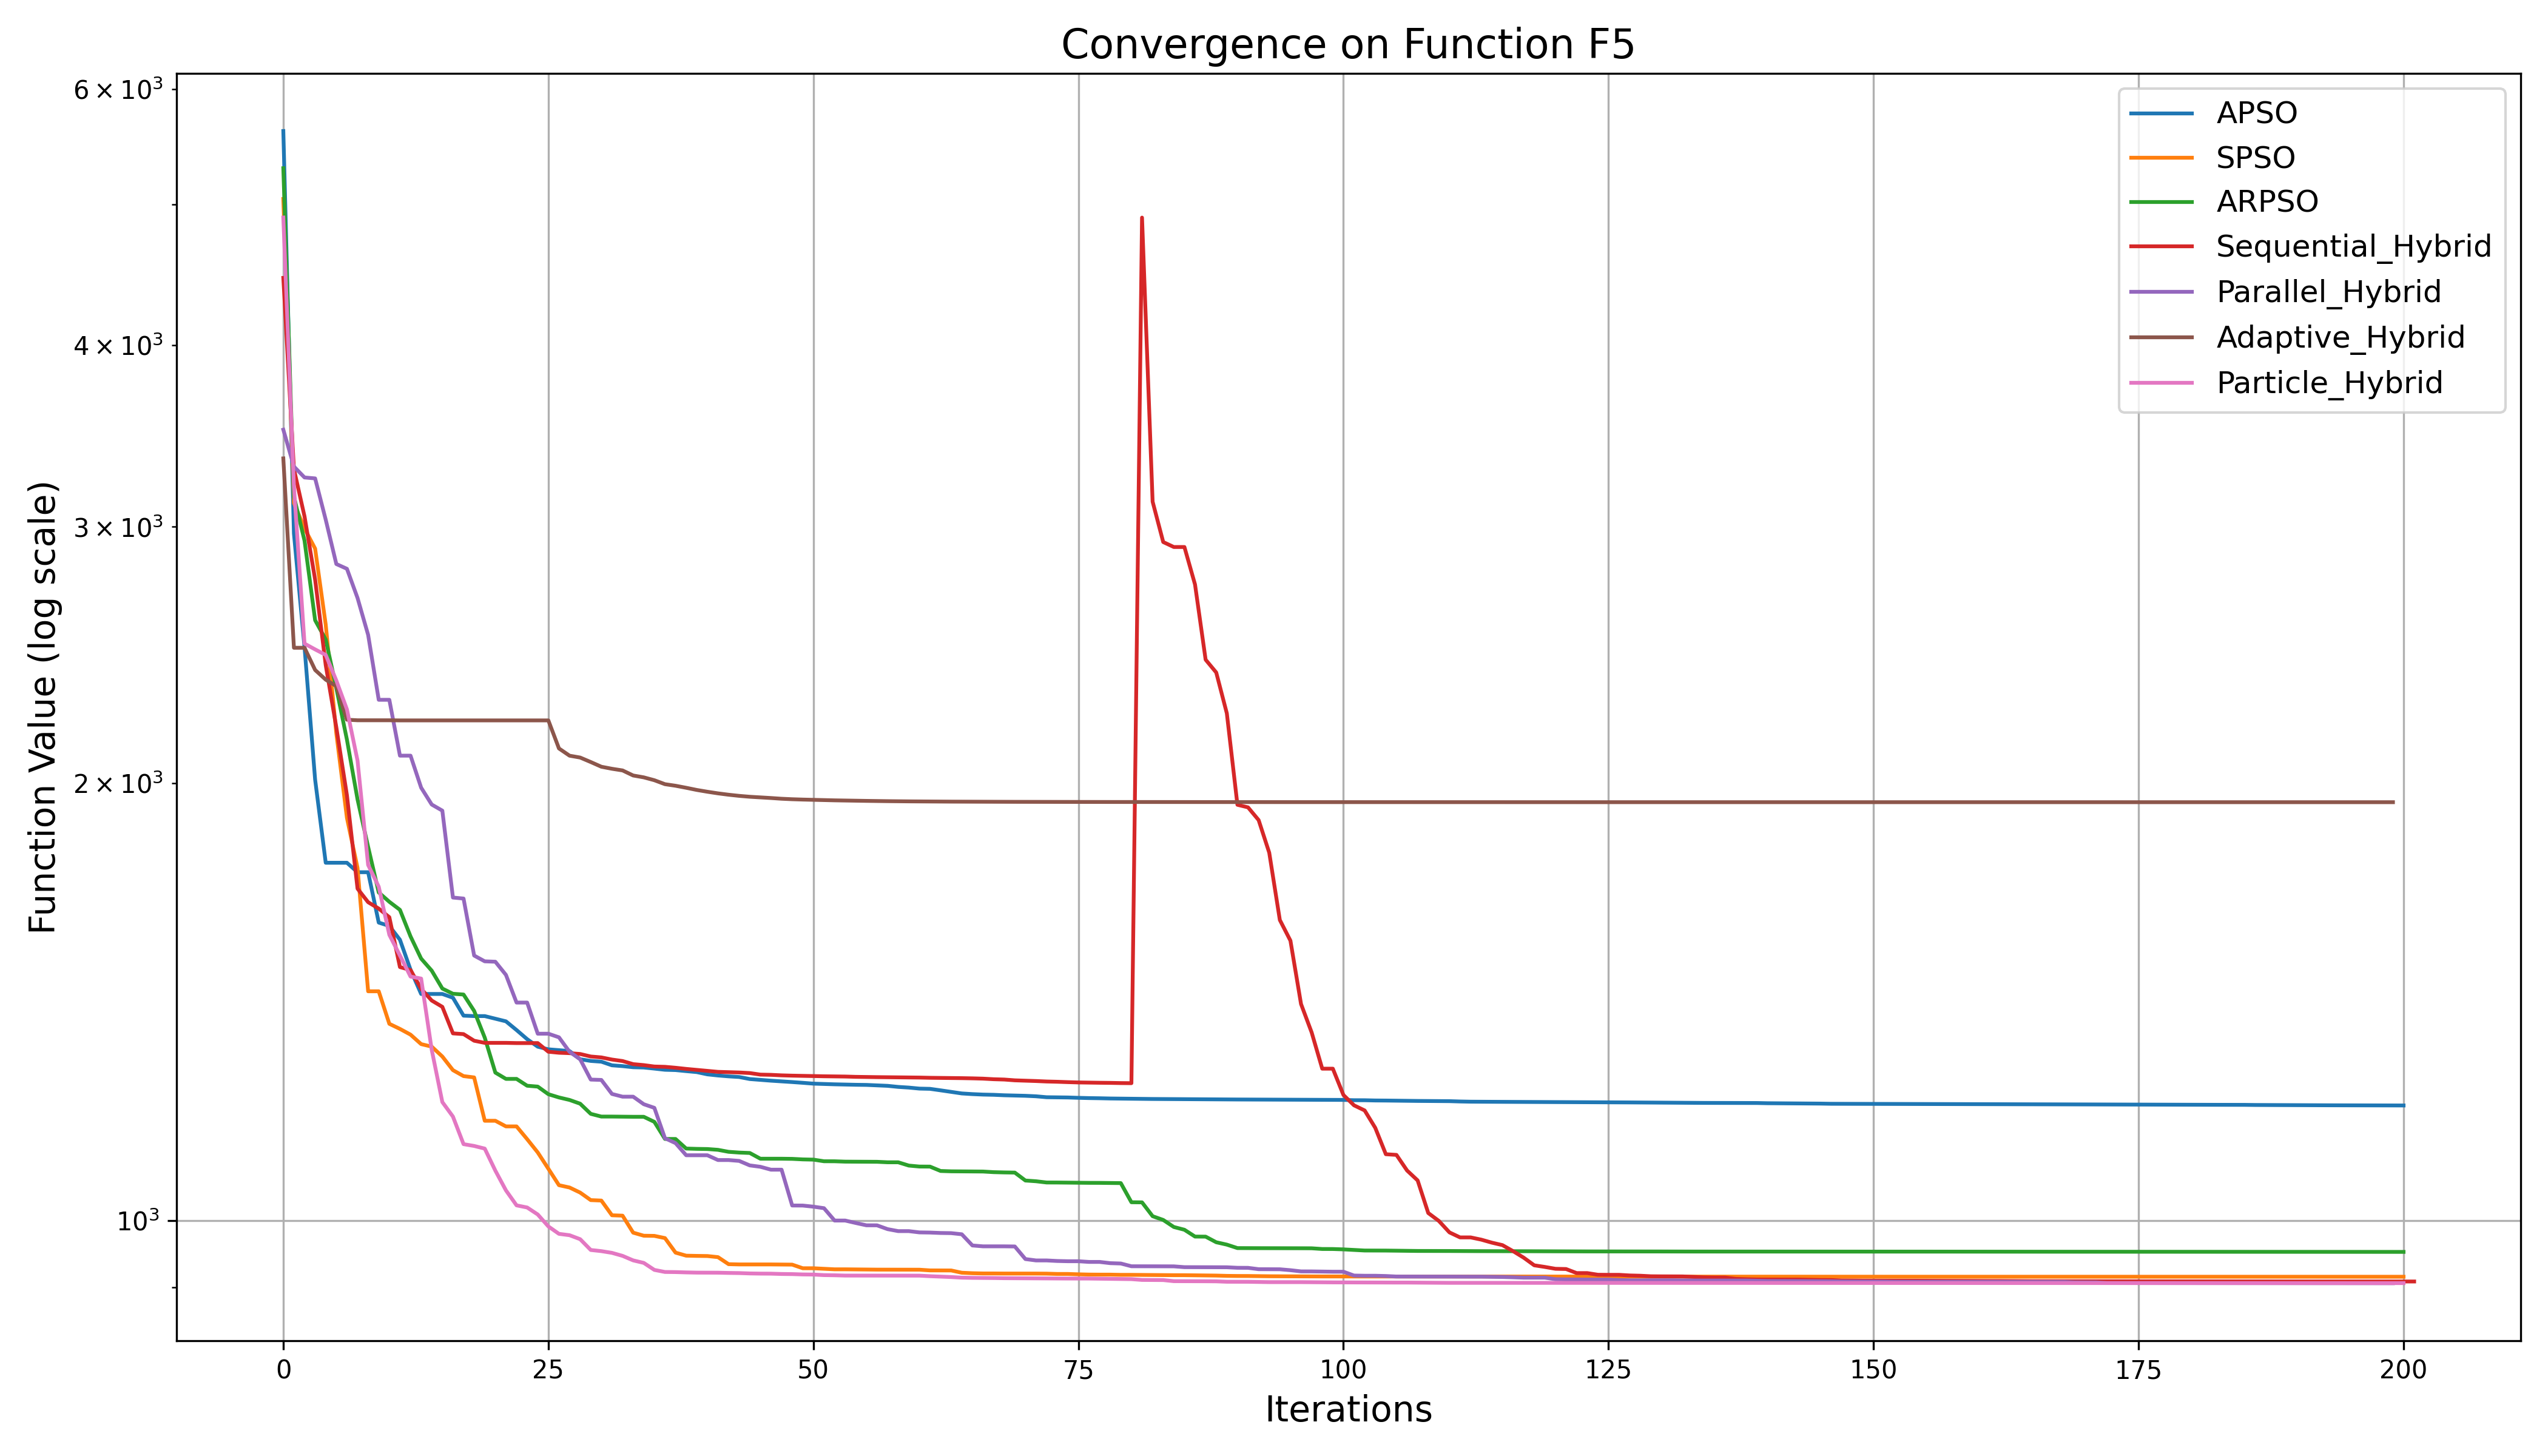 Convergence on Function F5
6 × 10³
4 × 10³
3 × 10³
2 × 10³
10³
Function Value (log scale)
APSO
SPSO
ARPSO
Sequential_Hybrid
Parallel_Hybrid
Adaptive_Hybrid
Particle_Hybrid
0 25 50 75 100 125 150 175 200
Iterations